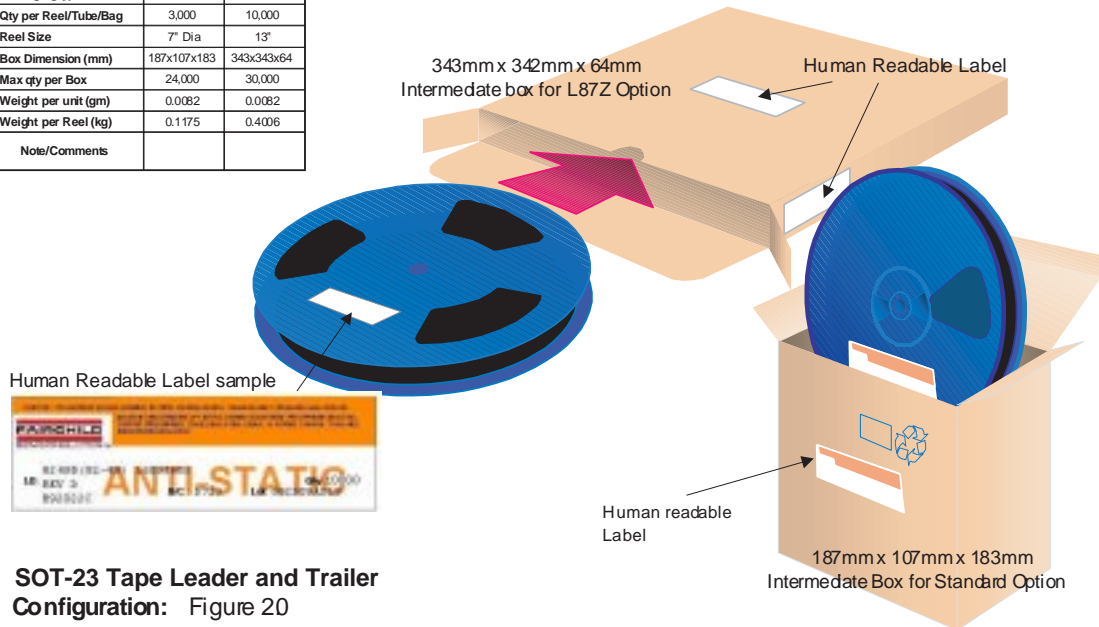 Qty per Reel/Tube/Bag 3,000 10,000
Reel Size 7" Dia 13"
Box Dimension (mm) 187x107x183 343x343x64
Max qty per Box 24,000 30,000
Weight per unit (gm) 0.0082 0.0082
Weight per Reel (kg) 0.1175 0.4006
Note/Comments
343mm x 342mm x 64mm
Intermediate box for L87Z Option
Human Readable Label
Human Readable Label sample
FAIRCHILD
ANTI-STATIC
Human readable
Label
187mm x 107mm x 183mm
Intermediate Box for Standard Option
SOT-23 Tape Leader and Trailer
Configuration: Figure 20